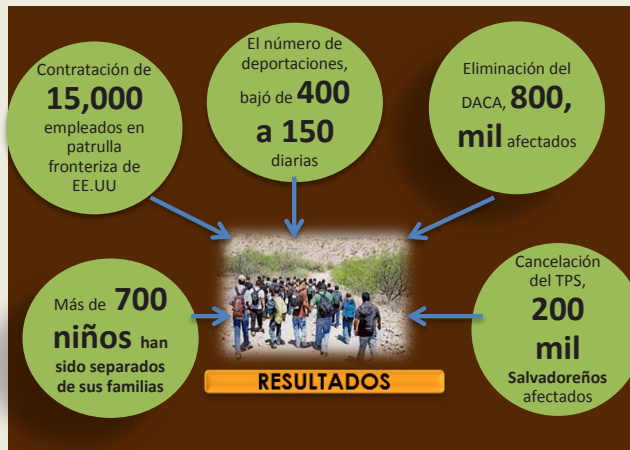 Contratación de
15,000
empleados en
patrulla
fronteriza de
EE.UU
El número de
deportaciones,
bajó de 400
a 150
diarias
Eliminación del
DACA, 800,
mil afectados
Más de 700
niños han
sido separados
de sus familias
Cancelación
del TPS,
200
mil
Salvadoreños
afectados
RESULTADOS